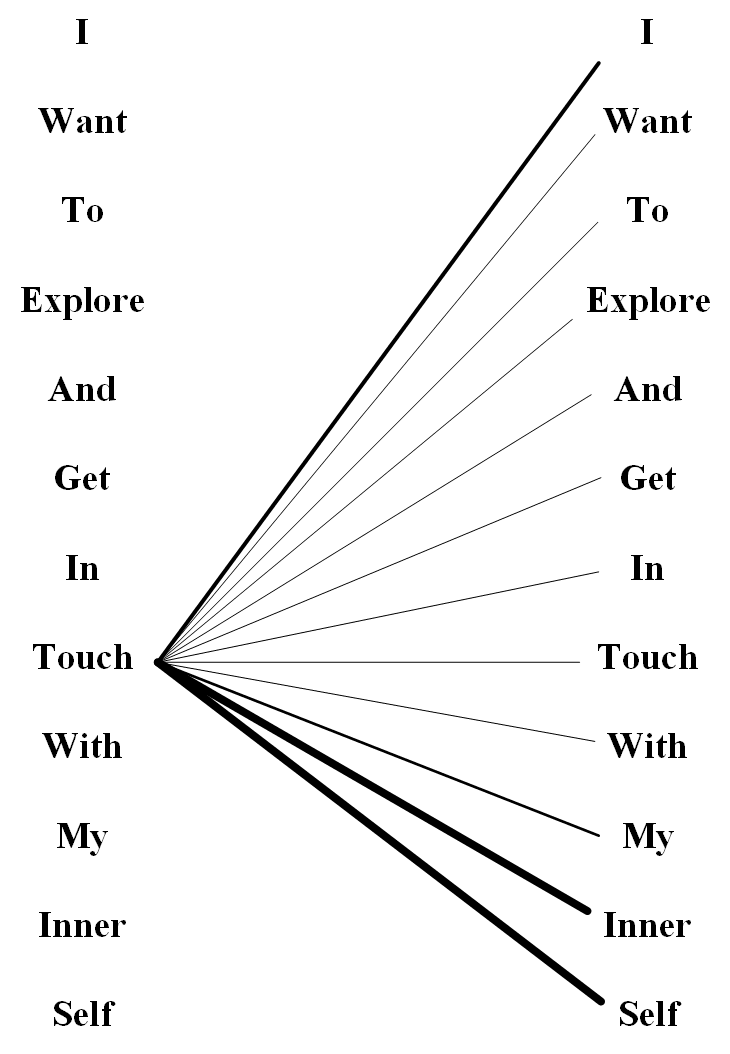 I I
Want Want
To To
Explore Explore
And And
Get Get
In In
Touch Touch
With With
My My
Inner Inner
Self Self